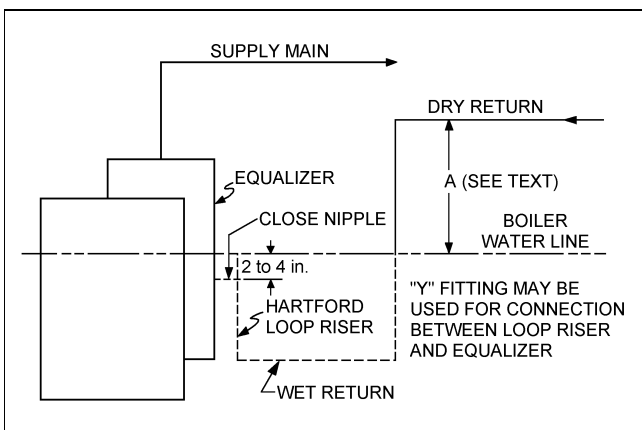 SUPPLY MAIN
DRY RETURN
EQUALIZER
A (SEE TEXT)
CLOSE NIPPLE
BOILER
WATER LINE
2 to 4 in.
HARTFORD
LOOP RISER
"Y" FITTING MAY BE
USED FOR CONNECTION
BETWEEN LOOP RISER
AND EQUALIZER
WET RETURN